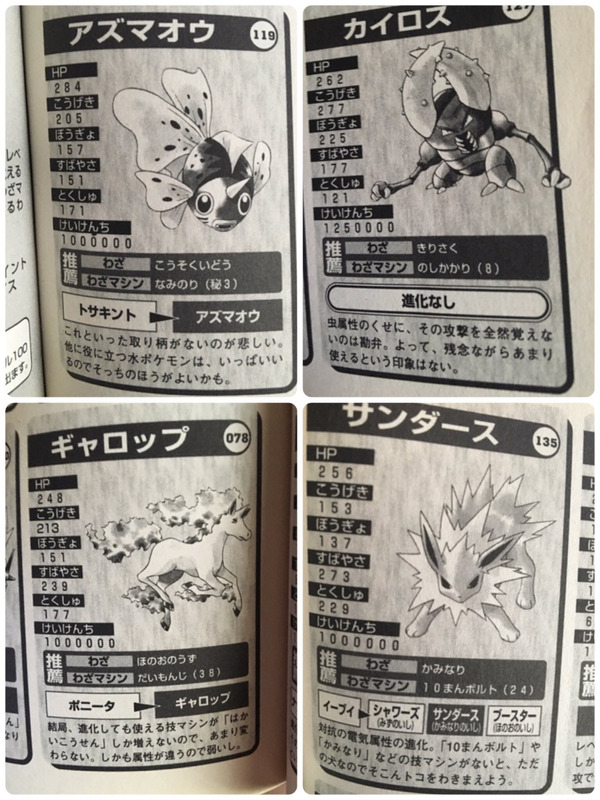 アズマオウ 119
HP
284
こうげき
205
ぼうぎょ
157
すばやさ
151
とくしゅ
171
けいけんち
1000000
推薦
わざ こうそくいどう
わざマシン なみのり(秘3)
トサキント アズマオウ
これといった取り柄がないのが悲しい。
他に役に立つ水ポケモンは、いっぱいい
るのでそっちのほうがよいかも。
カイロス 127
HP
262
こうげき
277
ぼうぎょ
225
すばやさ
177
とくしゅ
121
けいけんち
1250000
推薦
わざ きりさく
わざマシン のしかかり(8)
進化なし
虫属性のくせに、その攻撃を全然覚えな
いのは勘弁。よって、残念ながらあまり
使えるという印象はない。
ギャロップ 078
HP
248
こうげき
213
ぼうぎょ
151
すばやさ
239
とくしゅ
177
けいけんち
1000000
推薦
わざ ほのおのうず
わざマシン だいもんじ(38)
ポニータ ギャロップ
結局、進化しても使える技マシンが「はか
いこうせん」しか増えないので、あまり変
わらない。しかも属性が違うので弱いし。
サンダース 135
HP
256
こうげき
153
ぼうぎょ
137
すばやさ
273
とくしゅ
229
けいけんち
1000000
推薦
わざ かみなり
わざマシン 10まんボルト(24)
イーブイ シャワーズ サンダース ブースター
(みずのいし) (かみなりのいし) (ほのおのいし)
対抗の電気属性の進化。「10まんボルト」や
「かみなり」などの技マシンがないと、ただ
の犬なのでそこんトコをわきまえよう。